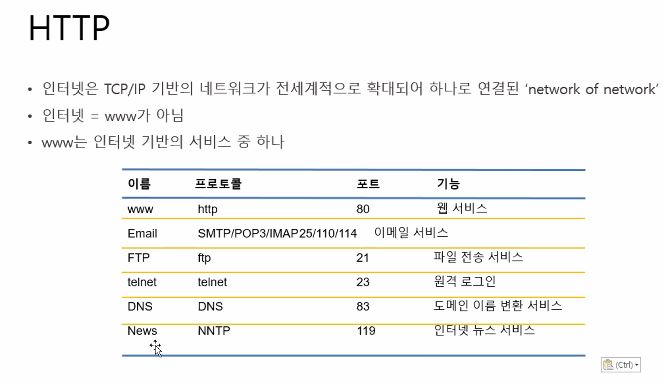 HTTP
• 인터넷은 TCP/IP 기반의 네트워크가 전세계적으로 확대되어 하나로 연결된 ‘network of network’
• 인터넷 = www가 아님
• www는 인터넷 기반의 서비스 중 하나
이름 프로토콜 포트 기능
www http 80 웹 서비스
Email SMTP/POP3/IMAP25/110/114 이메일 서비스
FTP ftp 21 파일 전송 서비스
telnet telnet 23 원격 로그인
DNS DNS 83 도메인 이름 변환 서비스
News NNTP 119 인터넷 뉴스 서비스
(Ctrl)